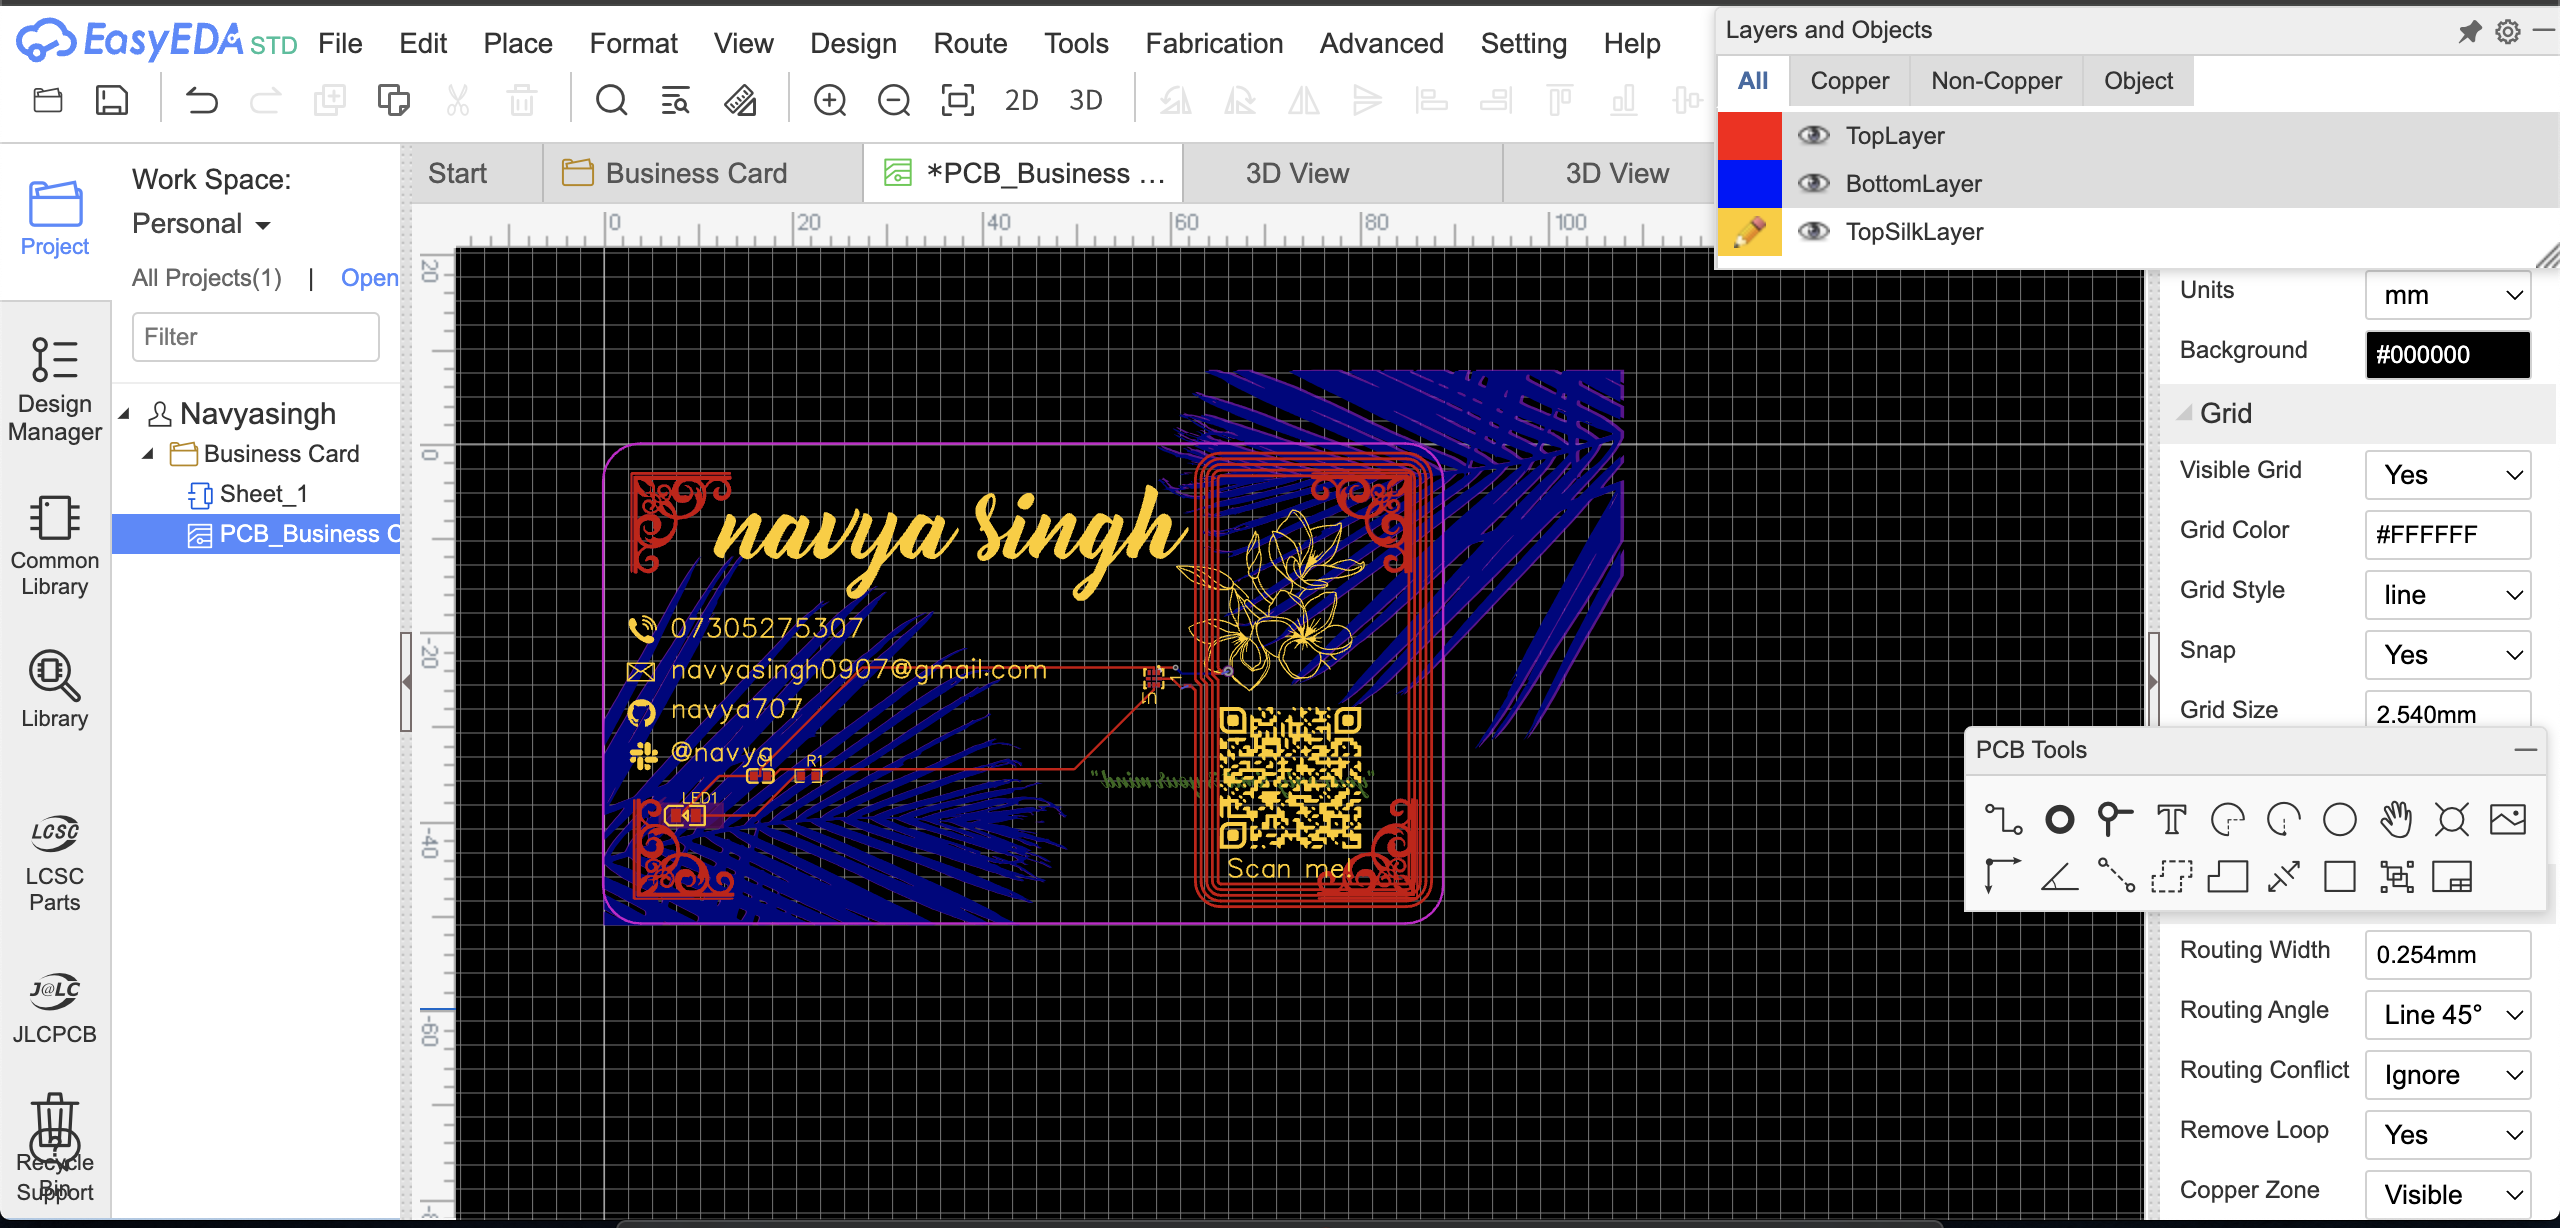 EasyEDA STD File Edit Place Format View Design Route Tools Fabrication Advanced Setting Help
2D 3D
Layers and Objects
All Copper Non-Copper Object
TopLayer
BottomLayer
TopSilkLayer
Project
Design
Manager
Common
Library
Library
LCSC
LCSC
Parts
J@LC
JLCPCB
Recycle
Bin
Support
Work Space:
Personal
All Projects(1) | Open
Filter
Navyasingh
Business Card
Sheet_1
PCB_Business C
Start Business Card *PCB_Business ... 3D View 3D View
0 20 40 60 80 100
20
0
-20
-40
-60
navya singh
07305275307
navyasingh0907@gmail.com
navya707
@navya
R1
LED1
Scan me!
Units mm
Background #000000
Grid
Visible Grid Yes
Grid Color #FFFFFF
Grid Style line
Snap Yes
Grid Size 2.540mm
PCB Tools
T
Routing Width 0.254mm
Routing Angle Line 45°
Routing Conflict Ignore
Remove Loop Yes
Copper Zone Visible